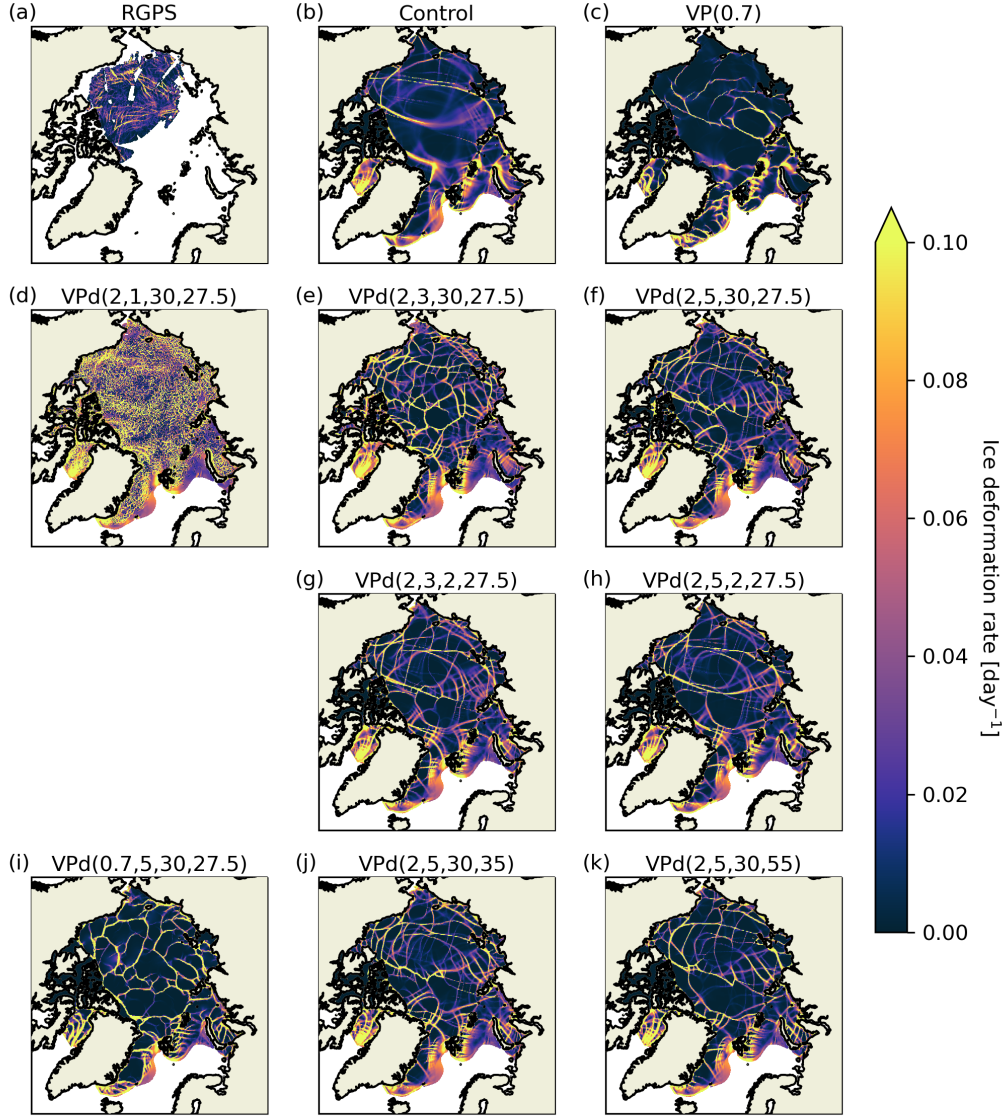 (a) RGPS
(b) Control
(c) VP(0.7)
(d) VPd(2,1,30,27.5)
(e) VPd(2,3,30,27.5)
(f) VPd(2,5,30,27.5)
(g) VPd(2,3,2,27.5)
(h) VPd(2,5,2,27.5)
(i) VPd(0.7,5,30,27.5)
(j) VPd(2,5,30,35)
(k) VPd(2,5,30,55)
0.10
0.08
0.06
0.04
0.02
0.00
Ice deformation rate [day⁻¹]